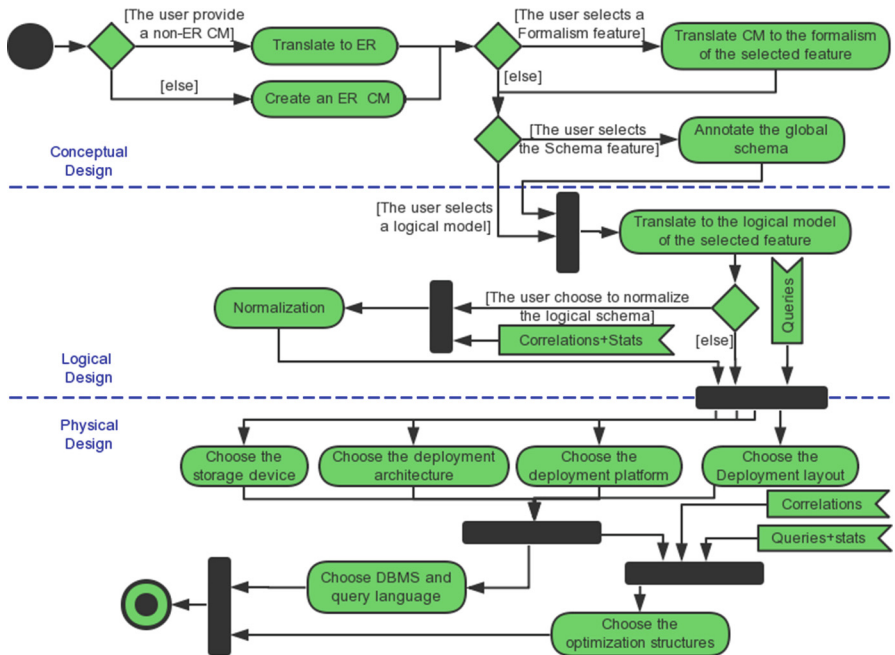 [The user provide
a non-ER CM]
Translate to ER
[The user selects a
Formalism feature]
Translate CM to the formalism
of the selected feature
[else]
Create an ER CM
[else]
[The user selects
the Schema feature]
Annotate the global
schema
Conceptual
Design
[The user selects
a logical model]
Translate to the logical model
of the selected feature
Queries
Normalization
[The user choose to normalize
the logical schema]
Correlations+Stats
[else]
Logical
Design
Physical
Design
Choose the
storage device
Choose the deployment
architecture
Choose the
deployment platform
Choose the
Deployment layout
Correlations
Queries+stats
Choose DBMS and
query language
Choose the
optimization structures